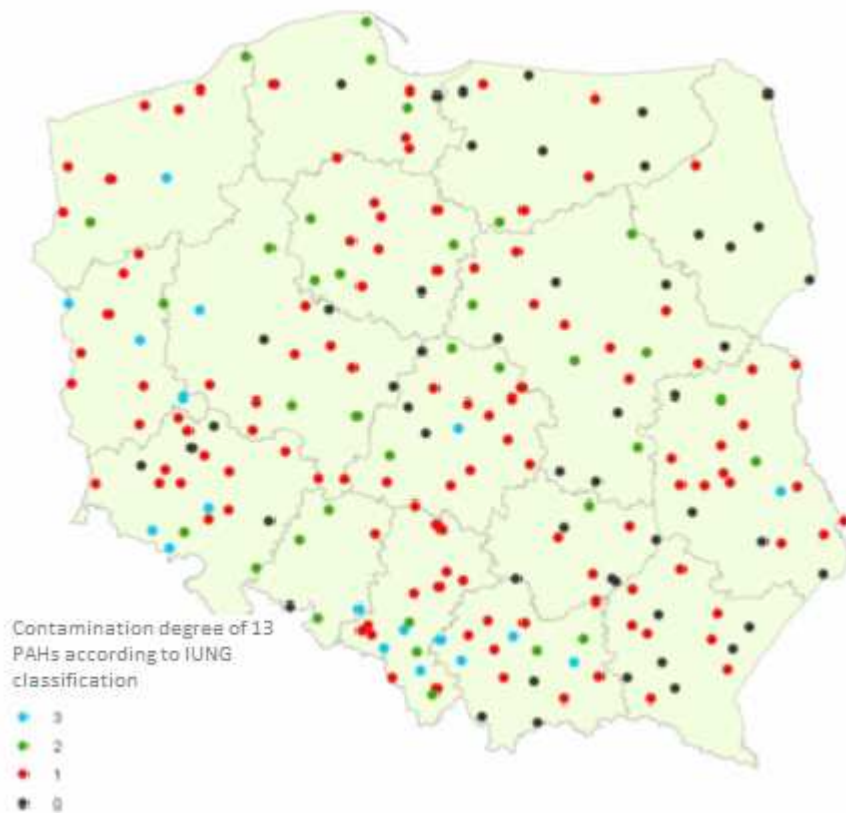 Contamination degree of 13
PAHs according to IUNG
classification
3
2
1
0